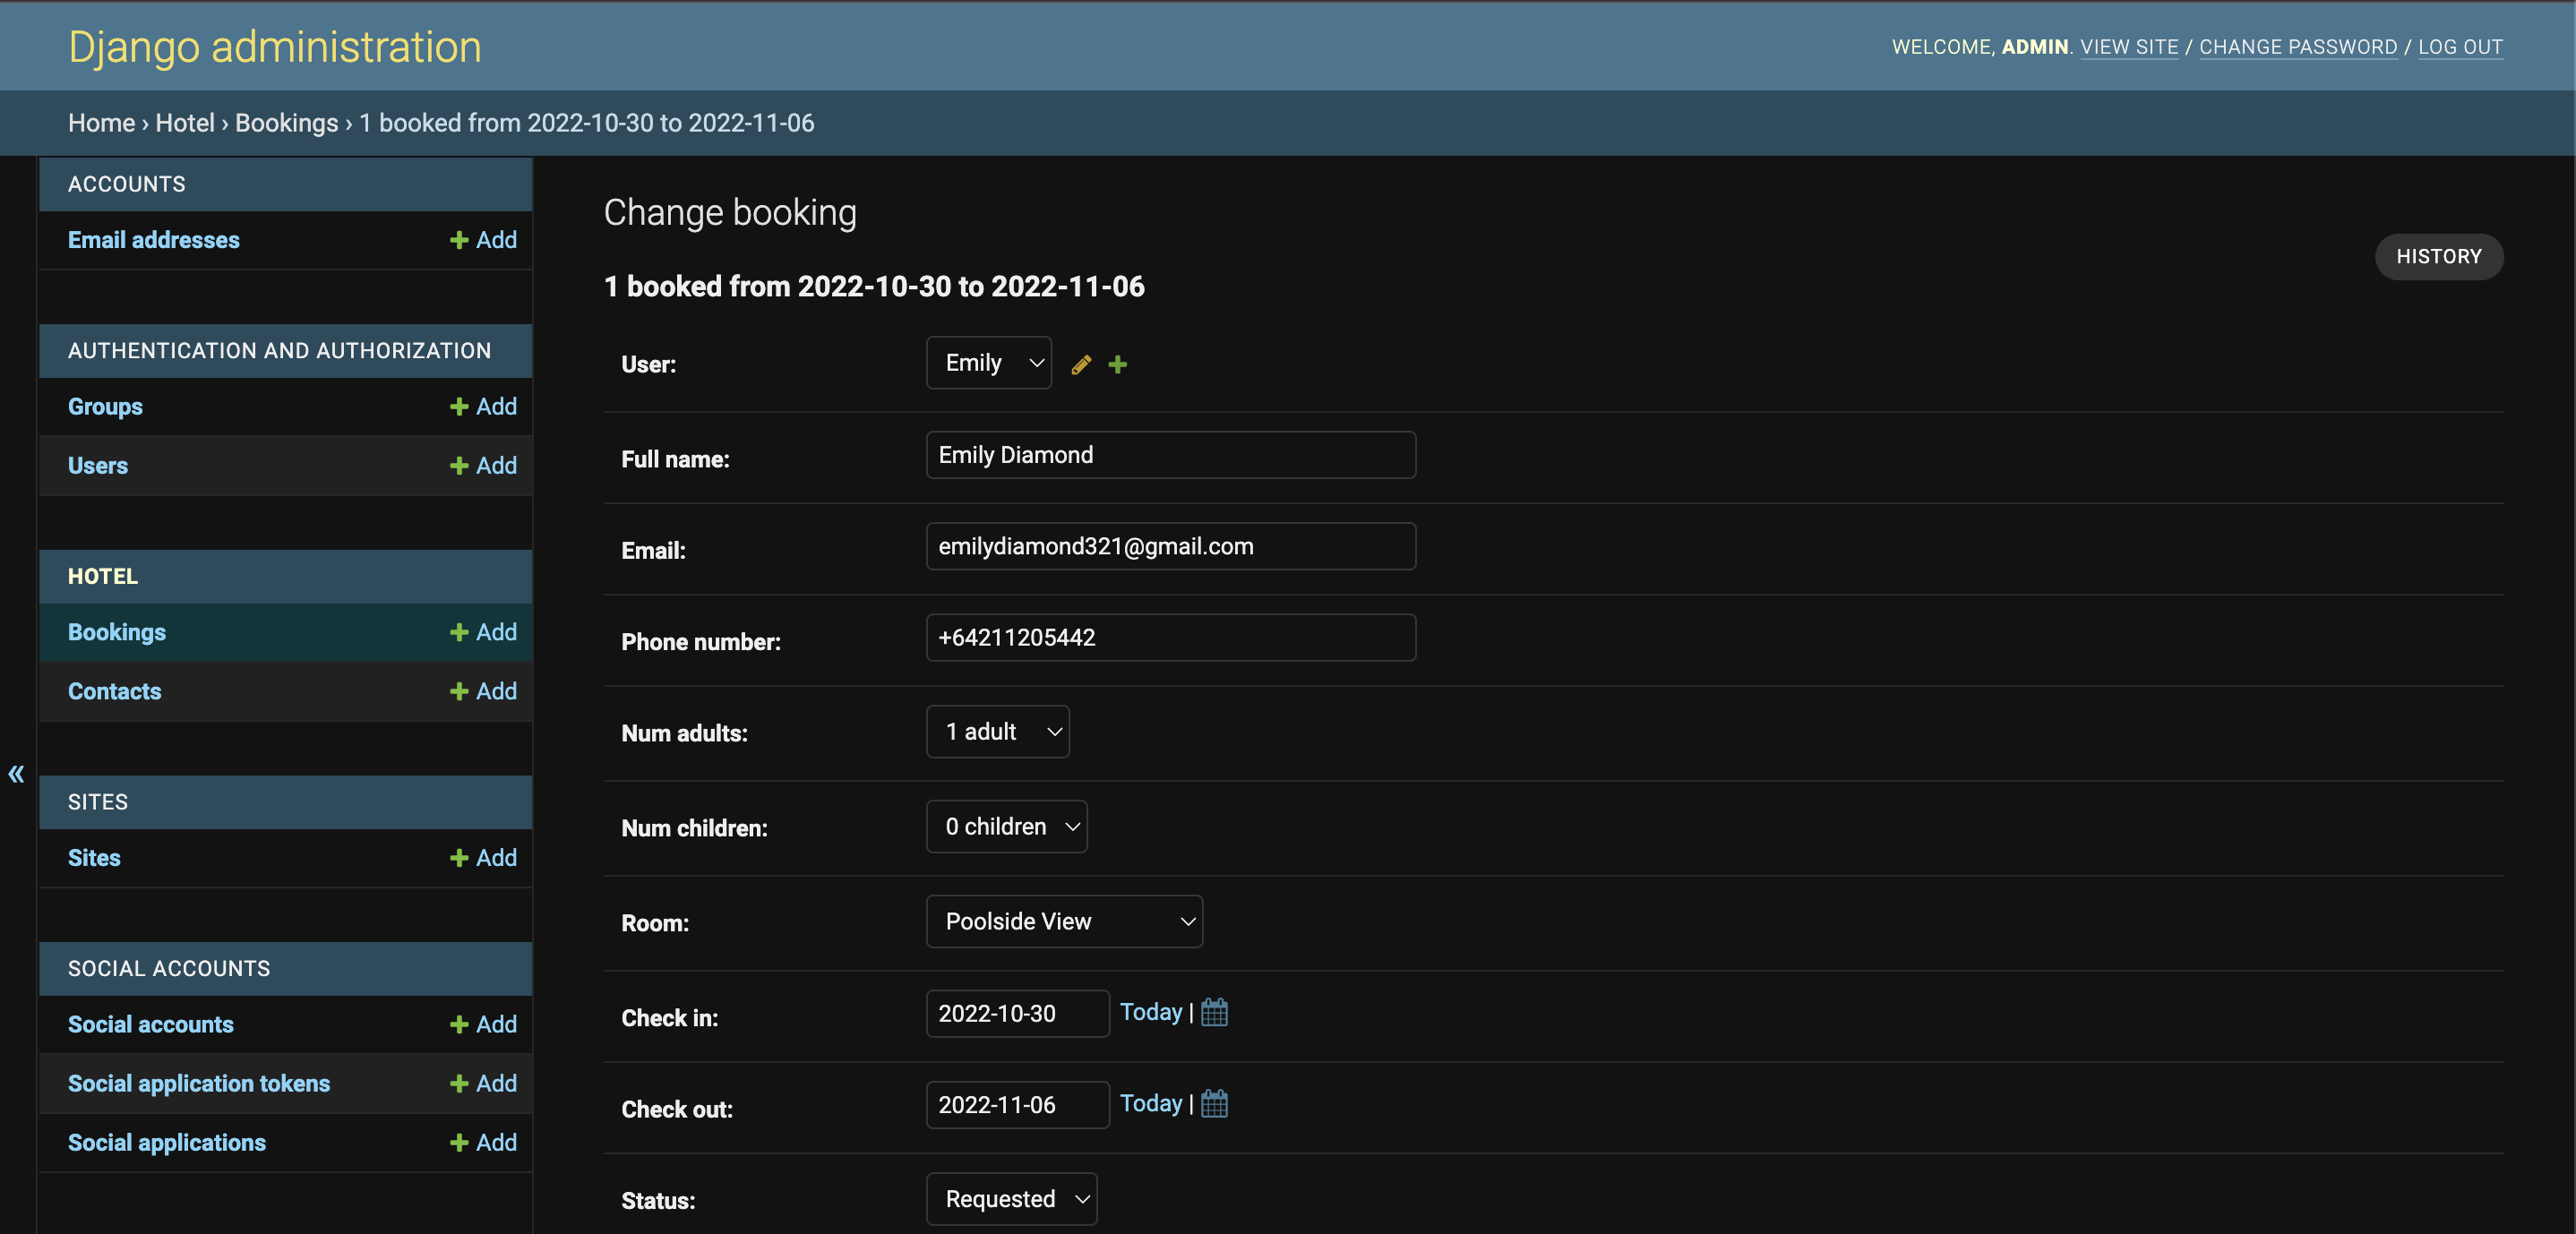 Django administration
WELCOME, ADMIN. VIEW SITE / CHANGE PASSWORD / LOG OUT
Home › Hotel › Bookings › 1 booked from 2022-10-30 to 2022-11-06
ACCOUNTS
Email addresses + Add
AUTHENTICATION AND AUTHORIZATION
Groups + Add
Users + Add
HOTEL
Bookings + Add
Contacts + Add
SITES
Sites + Add
SOCIAL ACCOUNTS
Social accounts + Add
Social application tokens + Add
Social applications + Add
«
Change booking
HISTORY
1 booked from 2022-10-30 to 2022-11-06
User: Emily
Full name: Emily Diamond
Email: emilydiamond321@gmail.com
Phone number: +64211205442
Num adults: 1 adult
Num children: 0 children
Room: Poolside View
Check in: 2022-10-30 Today |
Check out: 2022-11-06 Today |
Status: Requested